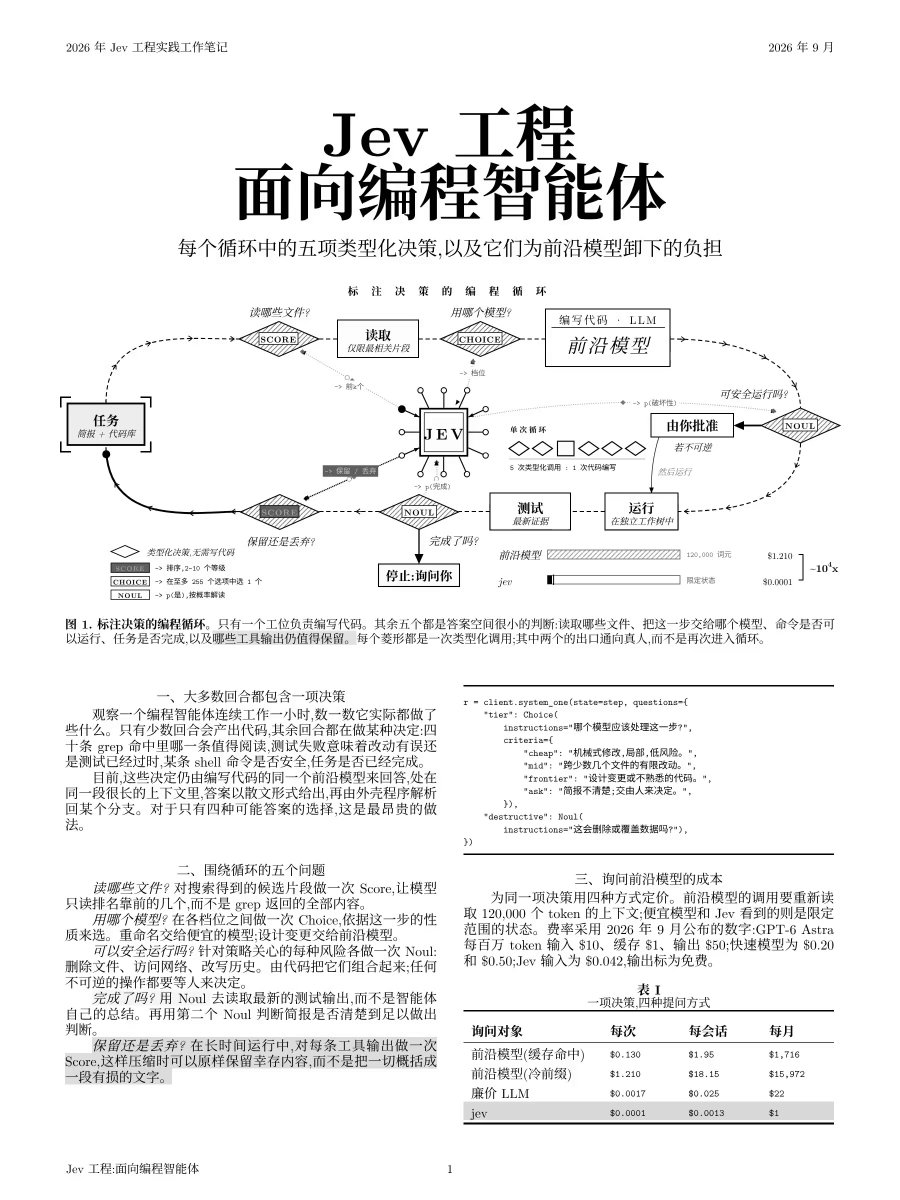 2026 年 Jev 工程实践工作笔记
2026 年 9 月
Jev 工程
面向编程智能体
每个循环中的五项类型化决策,以及它们为前沿模型卸下的负担
标 注 决 策 的 编 程 循 环
读哪些文件?
SCORE
读取
仅限最相关片段
用哪个模型?
CHOICE
编写代码 · LLM
前沿模型
-> 前k个
-> 档位
可安全运行吗?
-> p(破坏性)
NOUL
任务
简报 + 代码库
JEV
单次循环
5 次类型化调用 : 1 次代码编写
由你批准
若不可逆
然后运行
-> 保留 / 丢弃
-> p(完成)
SCORE
保留还是丢弃?
NOUL
完成了吗?
测试
最新证据
运行
在独立工作树中
停止:询问你
类型化决策,无需写代码
SCORE -> 排序,2–10 个等级
CHOICE -> 在至多 255 个选项中选 1 个
NOUL -> p(是),按概率解读
前沿模型 120,000 词元 $1.210
jev 限定状态 $0.0001
~10⁴x
图 1. 标注决策的编程循环。只有一个工位负责编写代码。其余五个都是答案空间很小的判断:读取哪些文件、把这一步交给哪个模型、命令是否可
以运行、任务是否完成,以及哪些工具输出仍值得保留。每个菱形都是一次类型化调用;其中两个的出口通向真人,而不是再次进入循环。
一、大多数回合都包含一项决策
观察一个编程智能体连续工作一小时,数一数它实际都做了
些什么。只有少数回合会产出代码,其余回合都在做某种决定:四
十条 grep 命中里哪一条值得阅读,测试失败意味着改动有误还
是测试已经过时,某条 shell 命令是否安全,任务是否已经完成。
目前,这些决定仍由编写代码的同一个前沿模型来回答,处在
同一段很长的上下文里,答案以散文形式给出,再由外壳程序解析
回某个分支。对于只有四种可能答案的选择,这是最昂贵的做
法。
二、围绕循环的五个问题
读哪些文件? 对搜索得到的候选片段做一次 Score,让模型
只读排名靠前的几个,而不是 grep 返回的全部内容。
用哪个模型? 在各档位之间做一次 Choice,依据这一步的性
质来选。重命名交给便宜的模型;设计变更交给前沿模型。
可以安全运行吗? 针对策略关心的每种风险各做一次 Noul:
删除文件、访问网络、改写历史。由代码把它们组合起来;任何
不可逆的操作都要等人来决定。
完成了吗? 用 Noul 去读取最新的测试输出,而不是智能体
自己的总结。再用第二个 Noul 判断简报是否清楚到足以做出
判断。
保留还是丢弃? 在长时间运行中,对每条工具输出做一次
Score,这样压缩时可以原样保留幸存内容,而不是把一切概括成
一段有损的文字。
r = client.system_one(state=step, questions={
"tier": Choice(
instructions="哪个模型应该处理这一步?",
criteria={
"cheap": "机械式修改,局部,低风险。",
"mid": "跨少数几个文件的有限改动。",
"frontier": "设计变更或不熟悉的代码。",
"ask": "简报不清楚;交由人来决定。",
}),
"destructive": Noul(
instructions="这会删除或覆盖数据吗?"),
})
三、询问前沿模型的成本
为同一项决策用四种方式定价。前沿模型的调用要重新读
取 120,000 个 token 的上下文;便宜模型和 Jev 看到的则是限定
范围的状态。费率采用 2026 年 9 月公布的数字:GPT-6 Astra
每百万 token 输入 $10、缓存 $1、输出 $50;快速模型为 $0.20
和 $0.50;Jev 输入为 $0.042,输出标为免费。
表 I
一项决策,四种提问方式
询问对象 每次 每会话 每月
前沿模型(缓存命中) $0.130 $1.95 $1,716
前沿模型(冷前缀) $1.210 $18.15 $15,972
廉价 LLM $0.0017 $0.025 $22
jev $0.0001 $0.0013 $1
Jev 工程:面向编程智能体
1